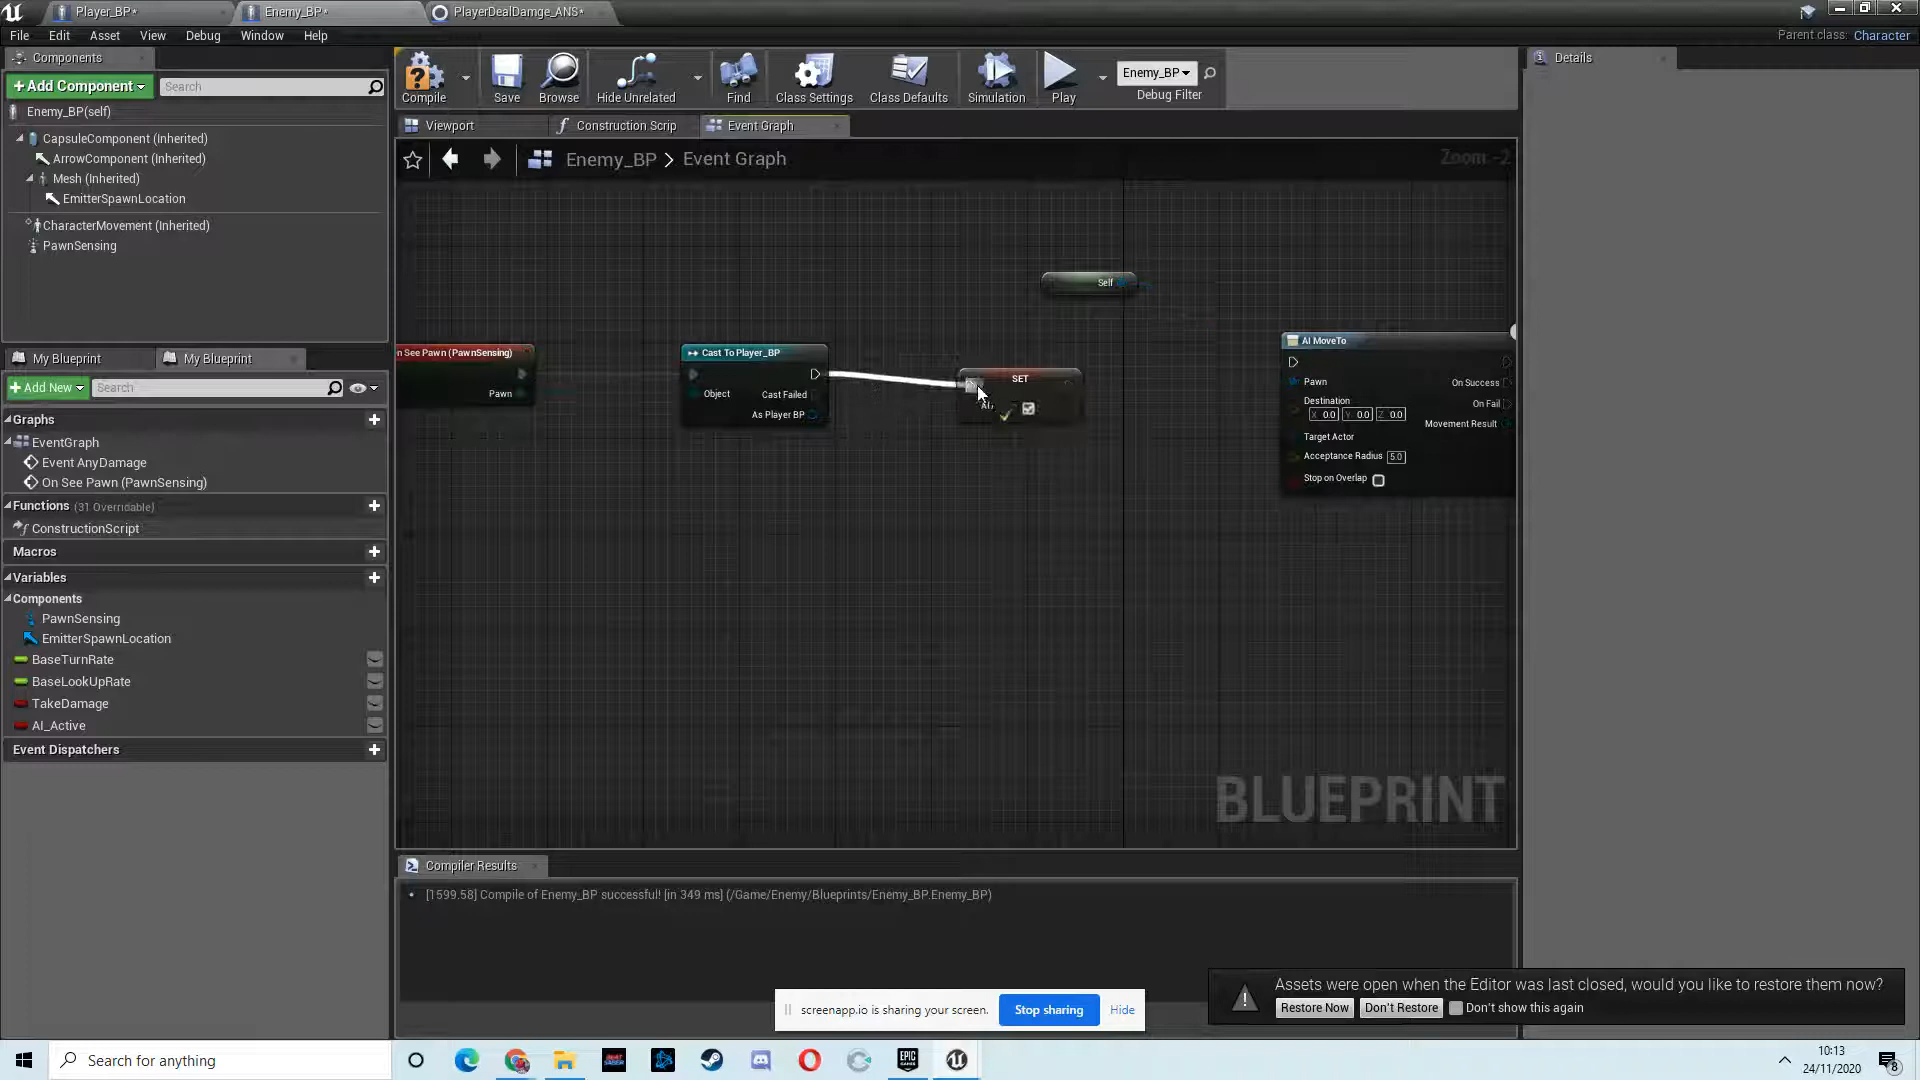 Player_BP*
Enemy_BP*
PlayerDealDamge_ANS*
File Edit Asset View Debug Window Help
Parent class: Character
Components
+Add Component
Search
Enemy_BP(self)
CapsuleComponent (Inherited)
ArrowComponent (Inherited)
Mesh (Inherited)
EmitterSpawnLocation
CharacterMovement (Inherited)
PawnSensing
My Blueprint
My Blueprint
+Add New
Search
Graphs
EventGraph
Event AnyDamage
On See Pawn (PawnSensing)
Functions (31 Overridable)
ConstructionScript
Macros
Variables
Components
PawnSensing
EmitterSpawnLocation
BaseTurnRate
BaseLookUpRate
TakeDamage
AI_Active
Event Dispatchers
Compile
Save
Browse
Hide Unrelated
Find
Class Settings
Class Defaults
Simulation
Play
Enemy_BP
Debug Filter
Details
Viewport
Construction Scrip
Event Graph
Enemy_BP > Event Graph
Zoom -2
n See Pawn (PawnSensing)
Pawn
Cast To Player_BP
Object
Cast Failed
As Player BP
SET
Self
AI MoveTo
Pawn
On Success
Destination
X 0.0 Y 0.0 Z 0.0
On Fail
Movement Result
Target Actor
Acceptance Radius 5.0
Stop on Overlap
BLUEPRINT
Compiler Results
[1599.58] Compile of Enemy_BP successful! [in 349 ms] (/Game/Enemy/Blueprints/Enemy_BP.Enemy_BP)
Assets were open when the Editor was last closed, would you like to restore them now?
Restore Now
Don't Restore
Don't show this again
screenapp.io is sharing your screen.
Stop sharing
Hide
Search for anything
EPIC GAMES
10:13
24/11/2020
8